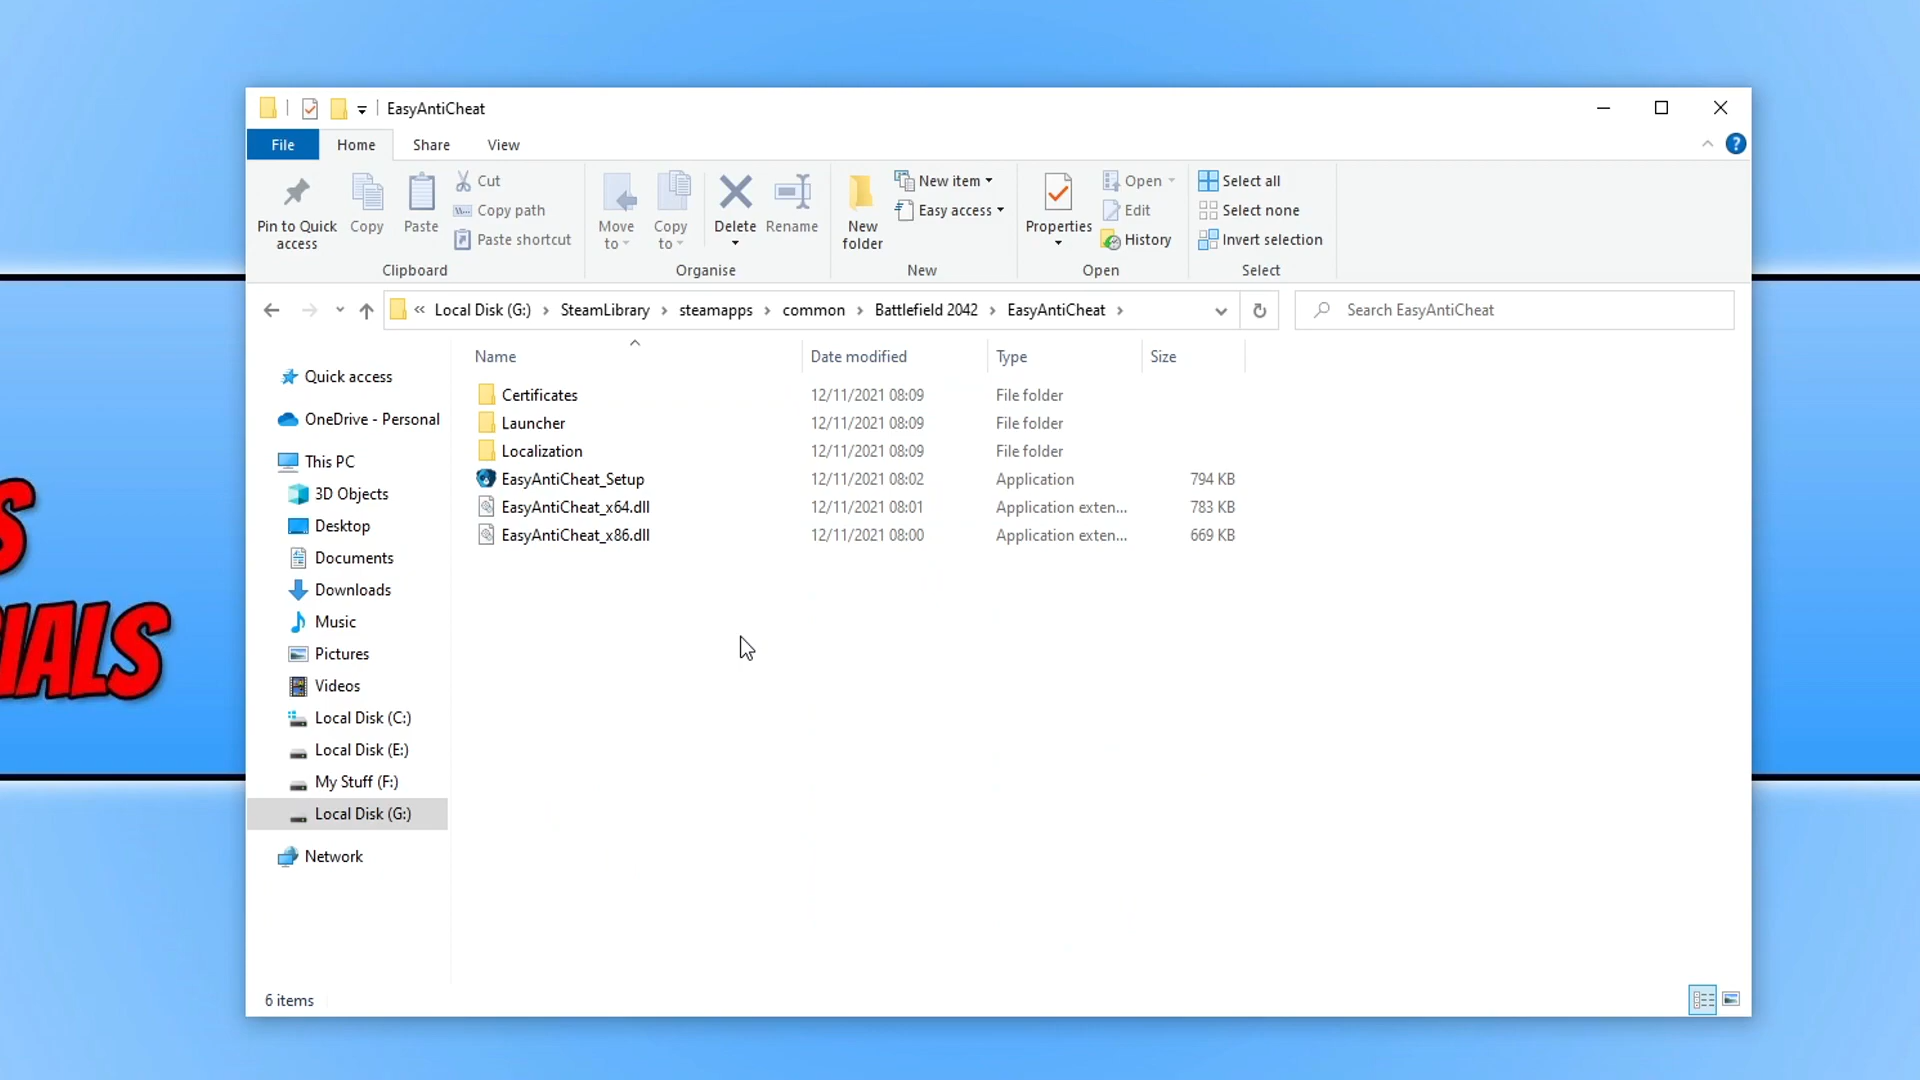 EasyAntiCheat
File Home Share View
Pin to Quick access
Copy
Paste
Cut
Copy path
Paste shortcut
Clipboard
Move to
Copy to
Delete
Rename
Organise
New folder
New item
Easy access
New
Properties
Open
Edit
History
Open
Select all
Select none
Invert selection
Select
« Local Disk (G:) › SteamLibrary › steamapps › common › Battlefield 2042 › EasyAntiCheat ›
Search EasyAntiCheat
Name Date modified Type Size
Certificates 12/11/2021 08:09 File folder
Launcher 12/11/2021 08:09 File folder
Localization 12/11/2021 08:09 File folder
EasyAntiCheat_Setup 12/11/2021 08:02 Application 794 KB
EasyAntiCheat_x64.dll 12/11/2021 08:01 Application exten... 783 KB
EasyAntiCheat_x86.dll 12/11/2021 08:00 Application exten... 669 KB
Quick access
OneDrive - Personal
This PC
3D Objects
Desktop
Documents
Downloads
Music
Pictures
Videos
Local Disk (C:)
Local Disk (E:)
My Stuff (F:)
Local Disk (G:)
Network
6 items
S
IALS